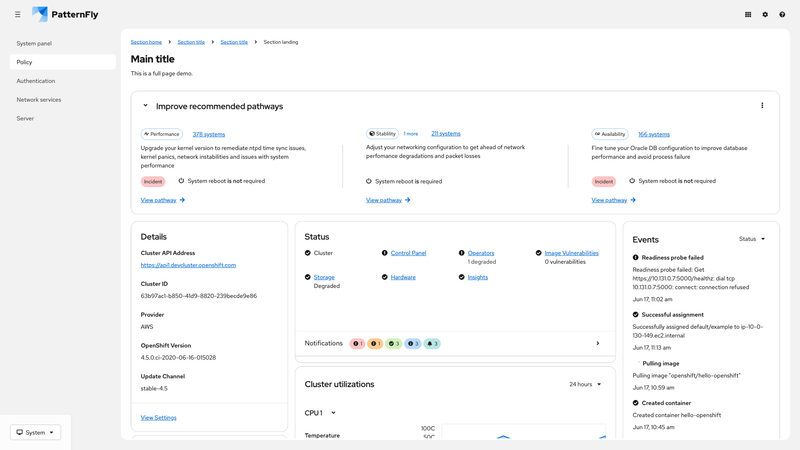 PatternFly
System panel
Policy
Authentication
Network services
Server
System
Section home
Section title
Section title
Section landing
Main title
This is a full page demo.
Improve recommended pathways
Performance
378 systems
Upgrade your kernel version to remediate ntpd time sync issues,
kernel panics, network instabilities and issues with system
performance
Incident
System reboot is not required
View pathway
Stability
1 more
211 systems
Adjust your networking configuration to get ahead of network
perfomance degradations and packet losses
System reboot is required
View pathway
Availability
166 systems
Fine tune your Oracle DB configuration to improve database
performance and avoid process failure
Incident
System reboot is not required
View pathway
Details
Cluster API Address
https://api1.devcluster.openshift.com
Cluster ID
63b97ac1-b850-41d9-8820-239becde9e86
Provider
AWS
OpenShift Version
4.5.0.ci-2020-06-16-015028
Update Channel
stable-4.5
View Settings
Status
Cluster
Control Panel
Operators
1 degraded
Image Vulnerabilities
0 vulnerabilities
Storage
Degraded
Hardware
Insights
Notifications
1
1
3
3
3
Cluster utilizations
24 hours
CPU 1
Temperature
100C
50C
Events
Status
Readiness probe failed
Readiness probe failed: Get
https://10.131.0.7:5000/healthz: dial tcp
10.131.0.7:5000: connect: connection refused
Jun 17, 11:02 am
Successful assignment
Successfully assigned default/example to ip-10-0-
130-149.ec2.internal
Jun 17, 11:13 am
Pulling image
Pulling image "openshift/hello-openshift"
Jun 17, 10:59 am
Created container
Created container hello-openshift
Jun 17, 10:45 am